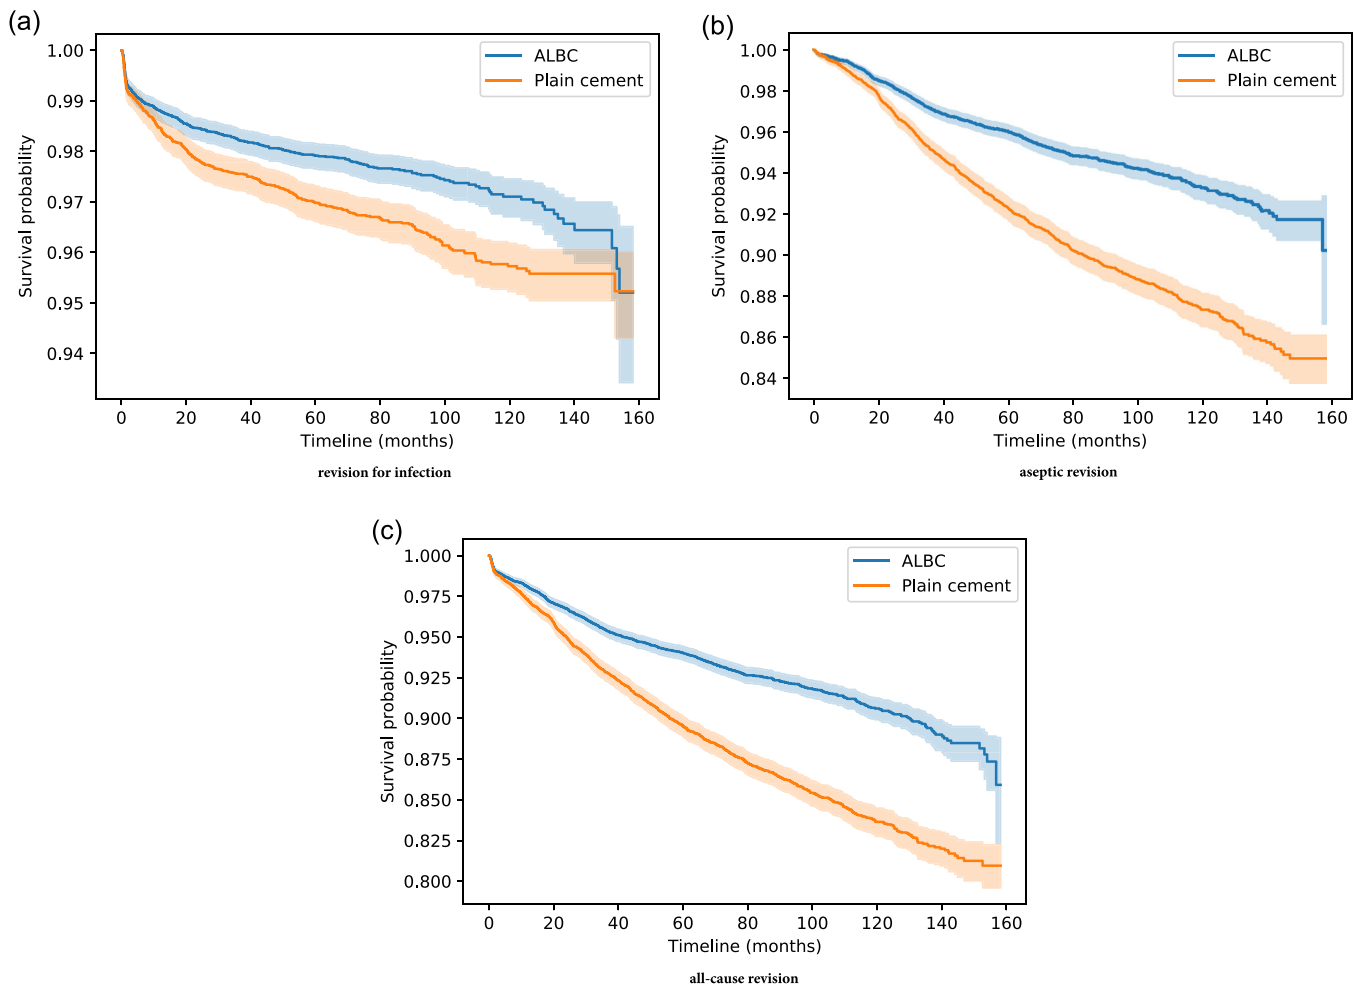 (a)
1.00
0.99
0.98
0.97
0.96
0.95
0.94
Survival probability
ALBC
Plain cement
0 20 40 60 80 100 120 140 160
Timeline (months)
revision for infection
(b)
1.00
0.98
0.96
0.94
0.92
0.90
0.88
0.86
0.84
Survival probability
ALBC
Plain cement
0 20 40 60 80 100 120 140 160
Timeline (months)
aseptic revision
(c)
1.000
0.975
0.950
0.925
0.900
0.875
0.850
0.825
0.800
Survival probability
ALBC
Plain cement
0 20 40 60 80 100 120 140 160
Timeline (months)
all-cause revision